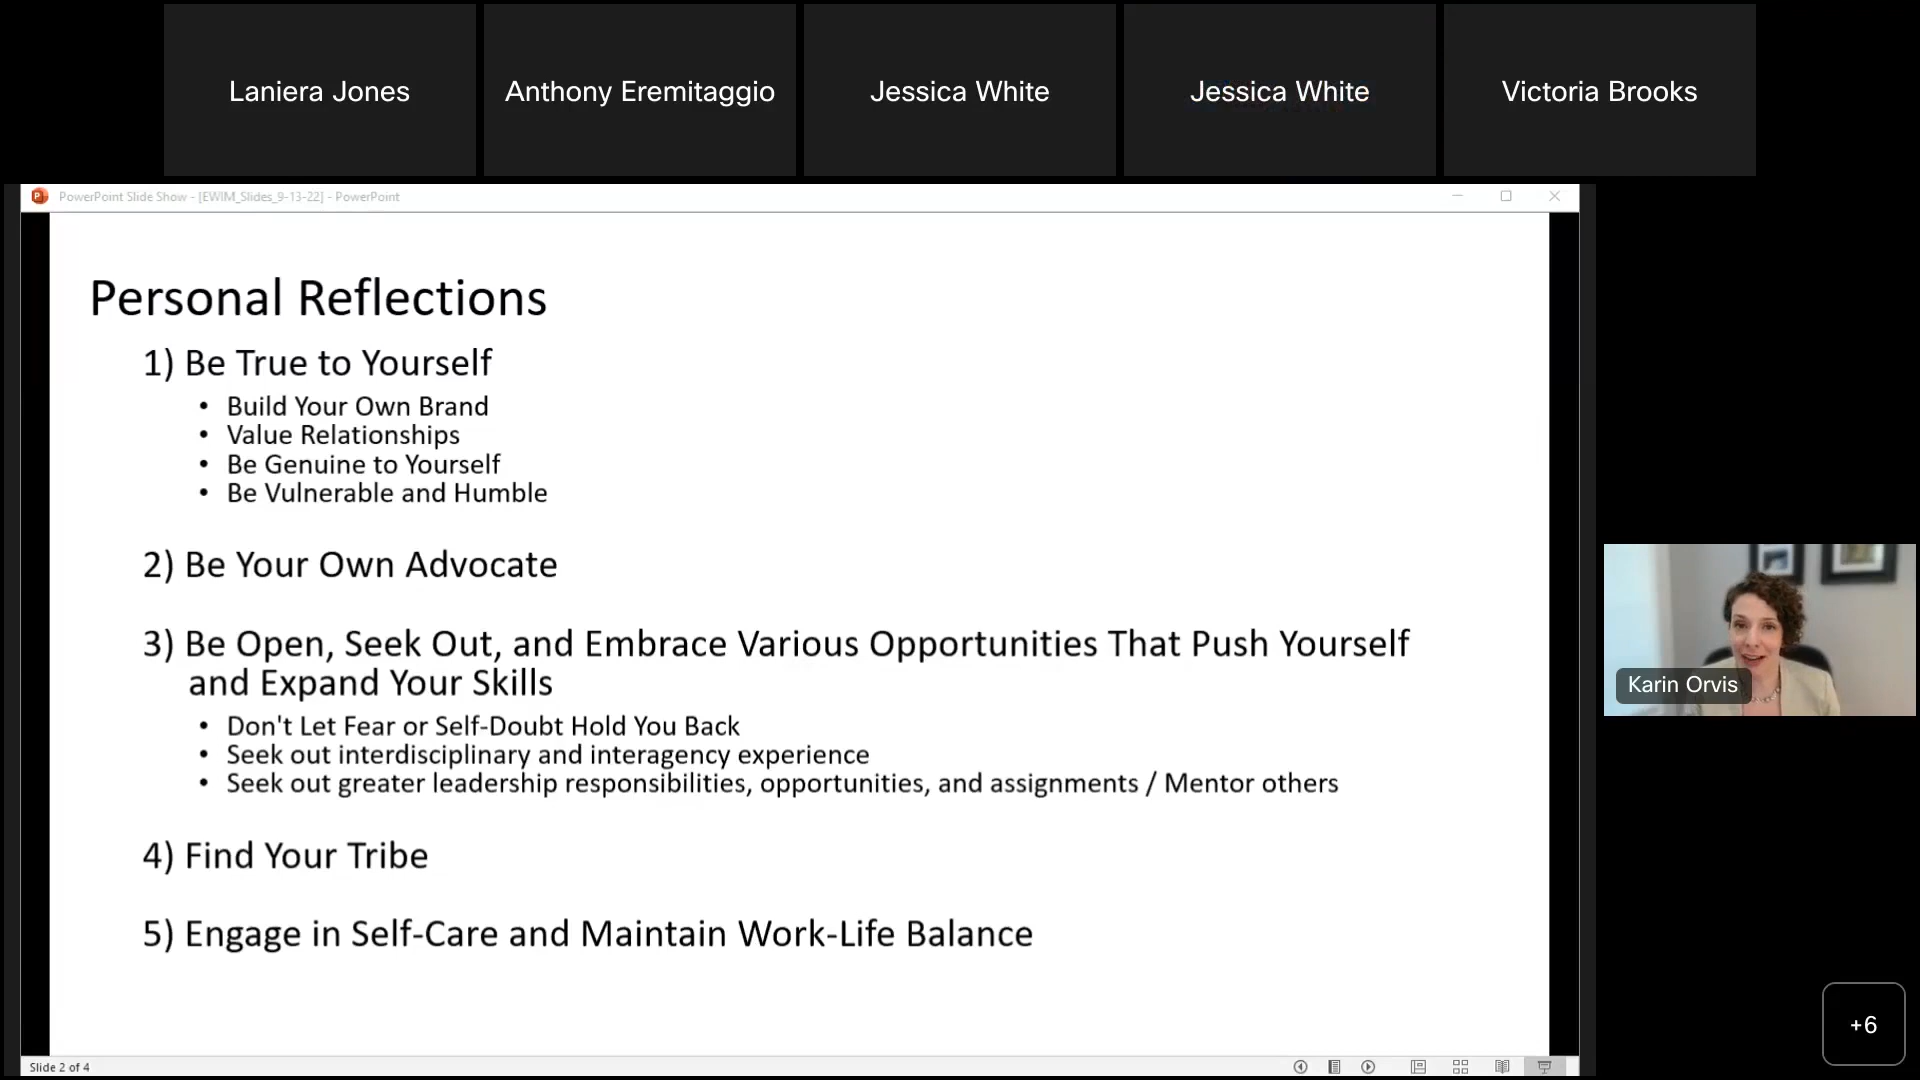 Laniera Jones
Anthony Eremitaggio
Jessica White
Jessica White
Victoria Brooks
PowerPoint Slide Show - [EWIM_Slides_9-13-22] - PowerPoint
Personal Reflections
1) Be True to Yourself
• Build Your Own Brand
• Value Relationships
• Be Genuine to Yourself
• Be Vulnerable and Humble
2) Be Your Own Advocate
3) Be Open, Seek Out, and Embrace Various Opportunities That Push Yourself
and Expand Your Skills
• Don't Let Fear or Self-Doubt Hold You Back
• Seek out interdisciplinary and interagency experience
• Seek out greater leadership responsibilities, opportunities, and assignments / Mentor others
4) Find Your Tribe
5) Engage in Self-Care and Maintain Work-Life Balance
Karin Orvis
+6
Slide 2 of 4